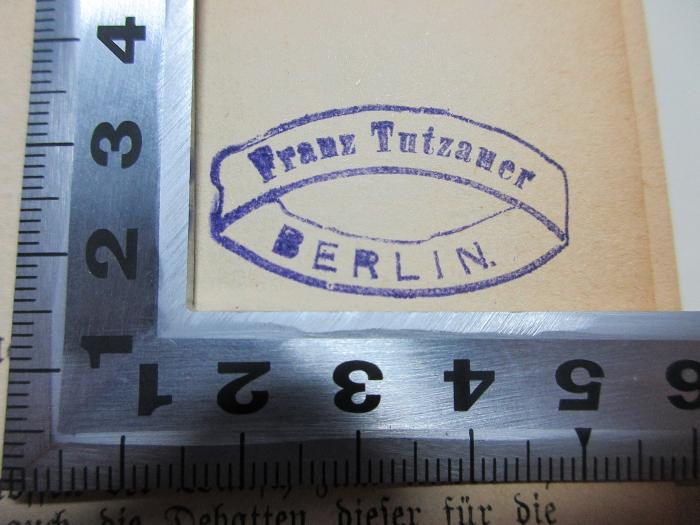 4
3
2
1
Franz Tutzauer
BERLIN.
1 2 3 4 5 6
auch die Debatten dieser für die